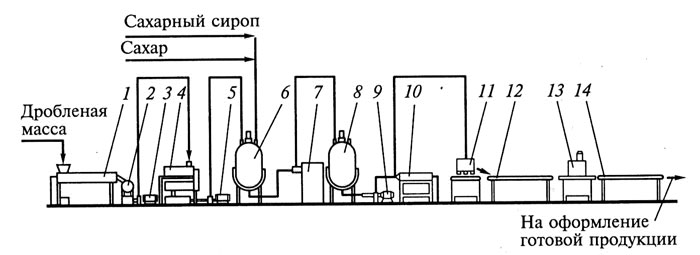 Сахарный сироп
Сахар
Дробленая
масса
1 2 3 4 5 6 7 8 9 10 11 12 13 14
На оформление
готовой продукции